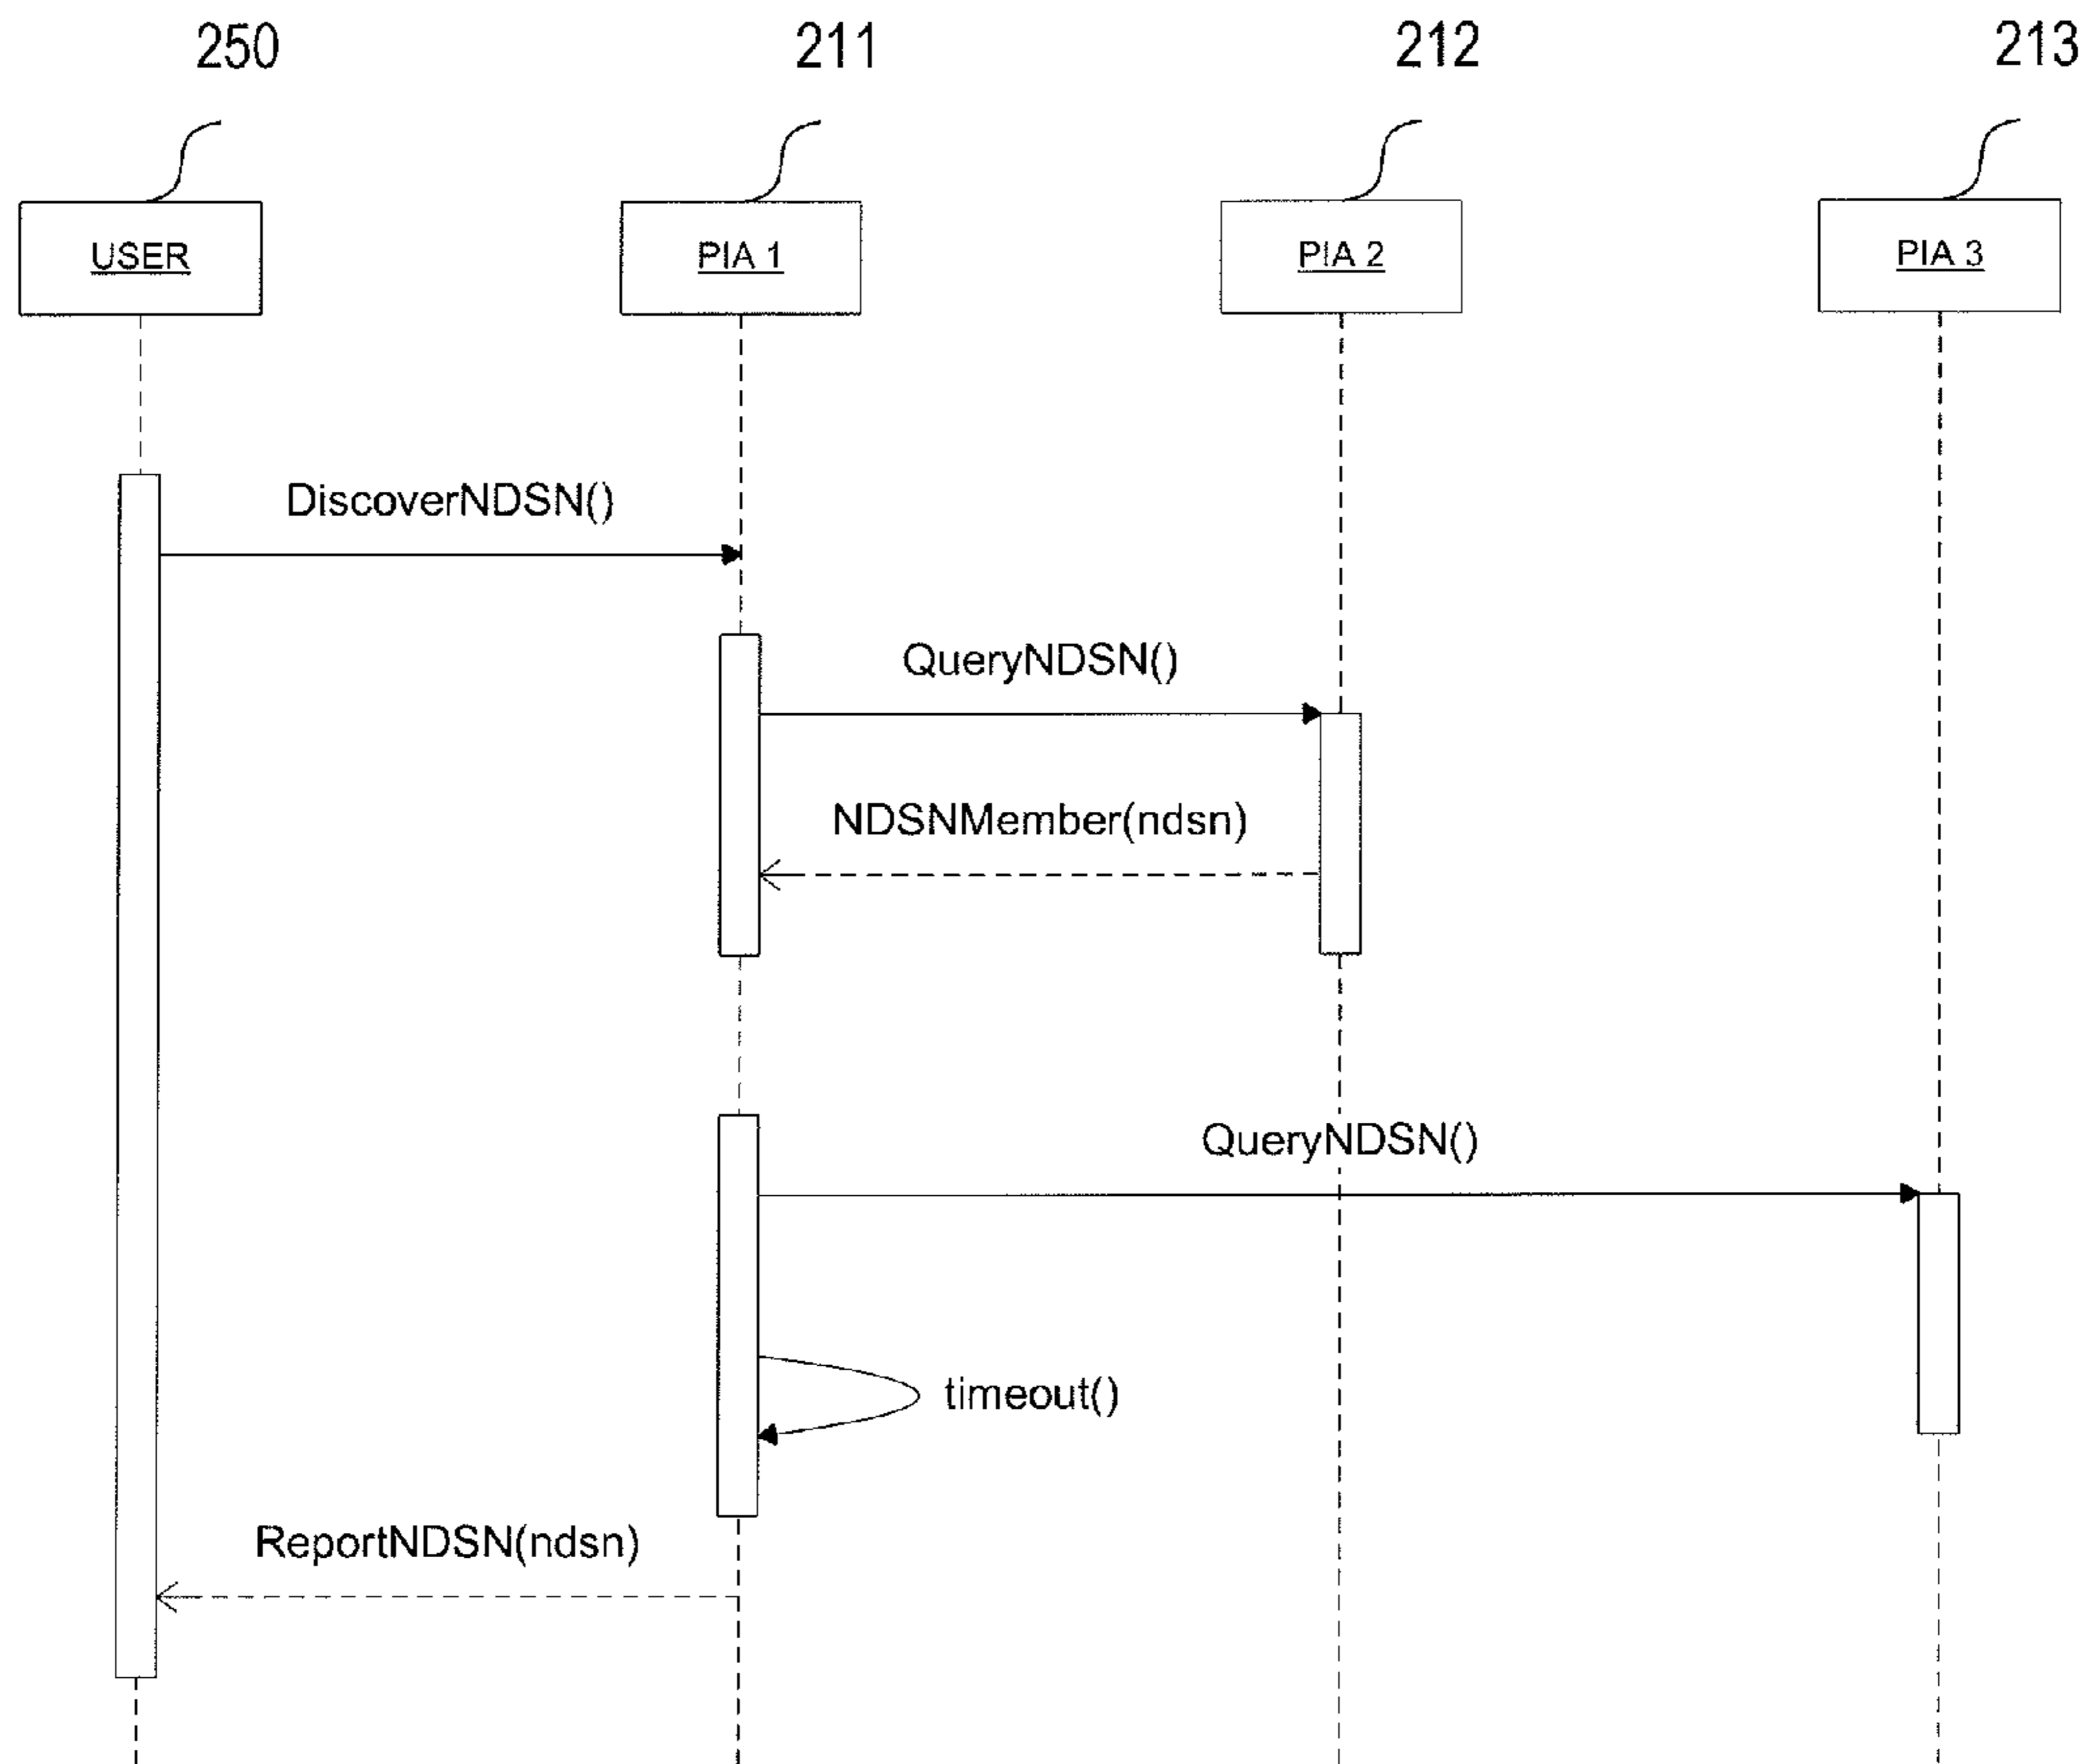 250
211
212
213
USER
PIA 1
PIA 2
PIA 3
DiscoverNDSN()
QueryNDSN()
NDSNMember(ndsn)
QueryNDSN()
timeout()
ReportNDSN(ndsn)